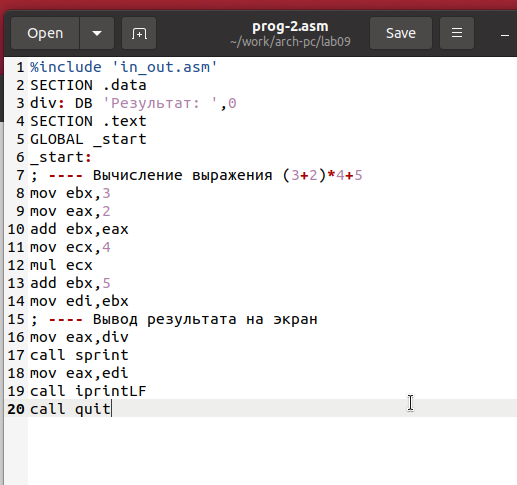 Open
prog-2.asm
~/work/arch-pc/lab09
Save
1 %include 'in_out.asm'
2 SECTION .data
3 div: DB 'Результат: ',0
4 SECTION .text
5 GLOBAL _start
6 _start:
7 ; ---- Вычисление выражения (3+2)*4+5
8 mov ebx,3
9 mov eax,2
10 add ebx,eax
11 mov ecx,4
12 mul ecx
13 add ebx,5
14 mov edi,ebx
15 ; ---- Вывод результата на экран
16 mov eax,div
17 call sprint
18 mov eax,edi
19 call iprintLF
20 call quit